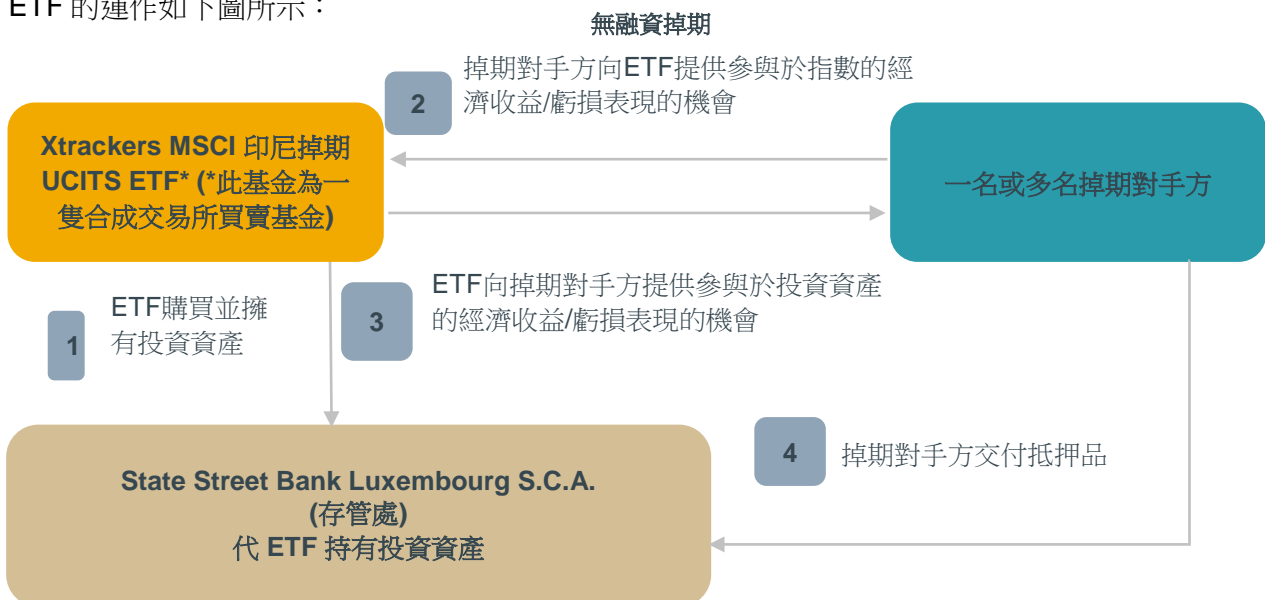 ETF 的運作如下圖所示：
無融資掉期
2
掉期對手方向ETF提供參與於指數的經
濟收益/虧損表現的機會
Xtrackers MSCI 印尼掉期
UCITS ETF* (*此基金為一
隻合成交易所買賣基金)
一名或多名掉期對手方
1
ETF購買並擁
有投資資產
3
ETF向掉期對手方提供參與於投資資產
的經濟收益/虧損表現的機會
State Street Bank Luxembourg S.C.A.
(存管處)
代 ETF 持有投資資產
4
掉期對手方交付抵押品